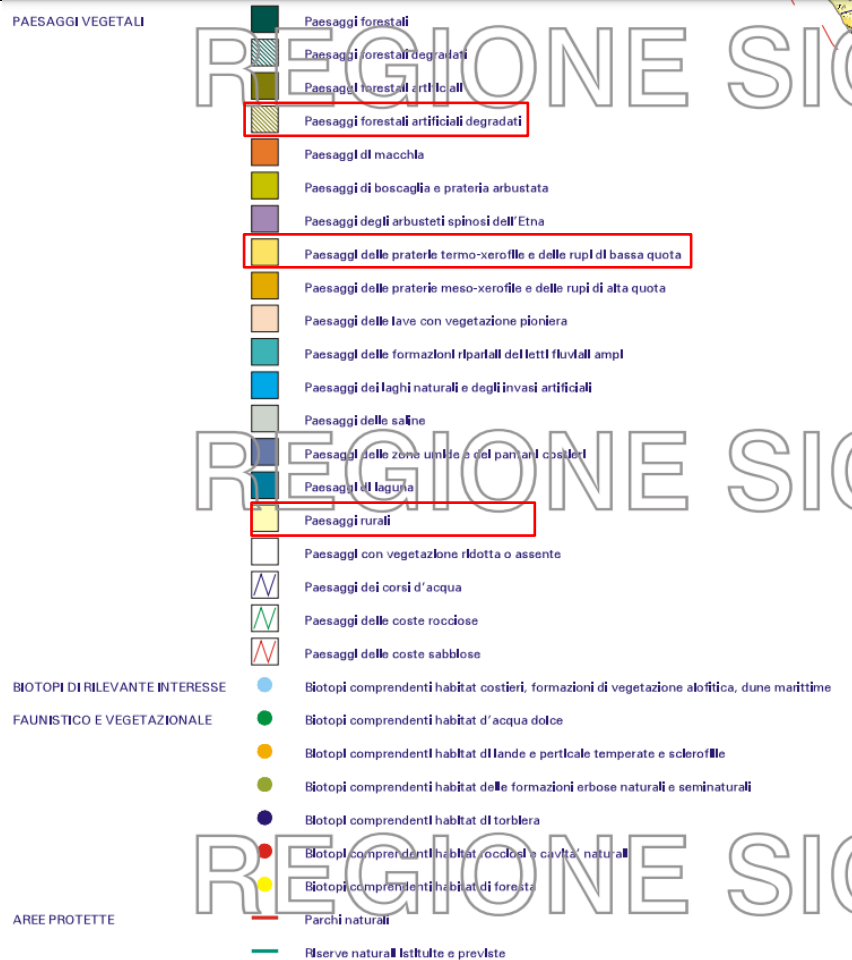 PAESAGGI VEGETALI
Paesaggi forestali
Paesaggi forestali degradati
Paesaggi forestali artificiali
Paesaggi forestali artificiali degradati
Paesaggi di macchia
Paesaggi di boscaglia e prateria arbustata
Paesaggi degli arbusteti spinosi dell'Etna
Paesaggi delle praterie termo-xerofile e delle rupi di bassa quota
Paesaggi delle praterie meso-xerofile e delle rupi di alta quota
Paesaggi delle lave con vegetazione pioniera
Paesaggi delle formazioni ripariali dei letti fluviali ampi
Paesaggi dei laghi naturali e degli invasi artificiali
Paesaggi delle saline
Paesaggi delle zone umide e dei pantani costieri
Paesaggi di laguna
Paesaggi rurali
Paesaggi con vegetazione ridotta o assente
Paesaggi dei corsi d'acqua
Paesaggi delle coste rocciose
Paesaggi delle coste sabbiose
BIOTOPI DI RILEVANTE INTERESSE
Biotopi comprendenti habitat costieri, formazioni di vegetazione alofitica, dune marittime
FAUNISTICO E VEGETAZIONALE
Biotopi comprendenti habitat d'acqua dolce
Biotopi comprendenti habitat di lande e perticale temperate e sclerofille
Biotopi comprendenti habitat delle formazioni erbose naturali e seminaturali
Biotopi comprendenti habitat di torbiera
Biotopi comprendenti habitat rocciosi e cavita' naturali
Biotopi comprendenti habitat di foresta
AREE PROTETTE
Parchi naturali
Riserve naturali istituite e previste
REGIONE SIC
REGIONE SIC
REGIONE SIC